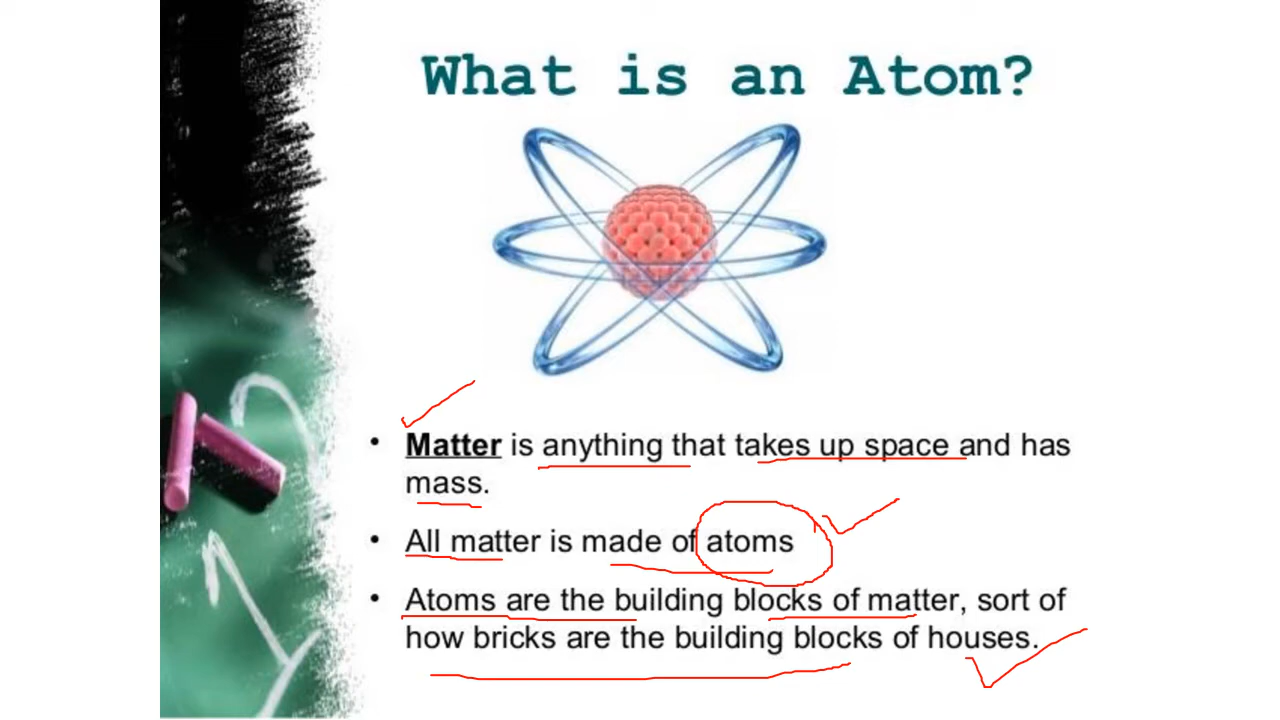 What is an Atom?
• Matter is anything that takes up space and has
mass.
• All matter is made of atoms
• Atoms are the building blocks of matter, sort of
how bricks are the building blocks of houses.